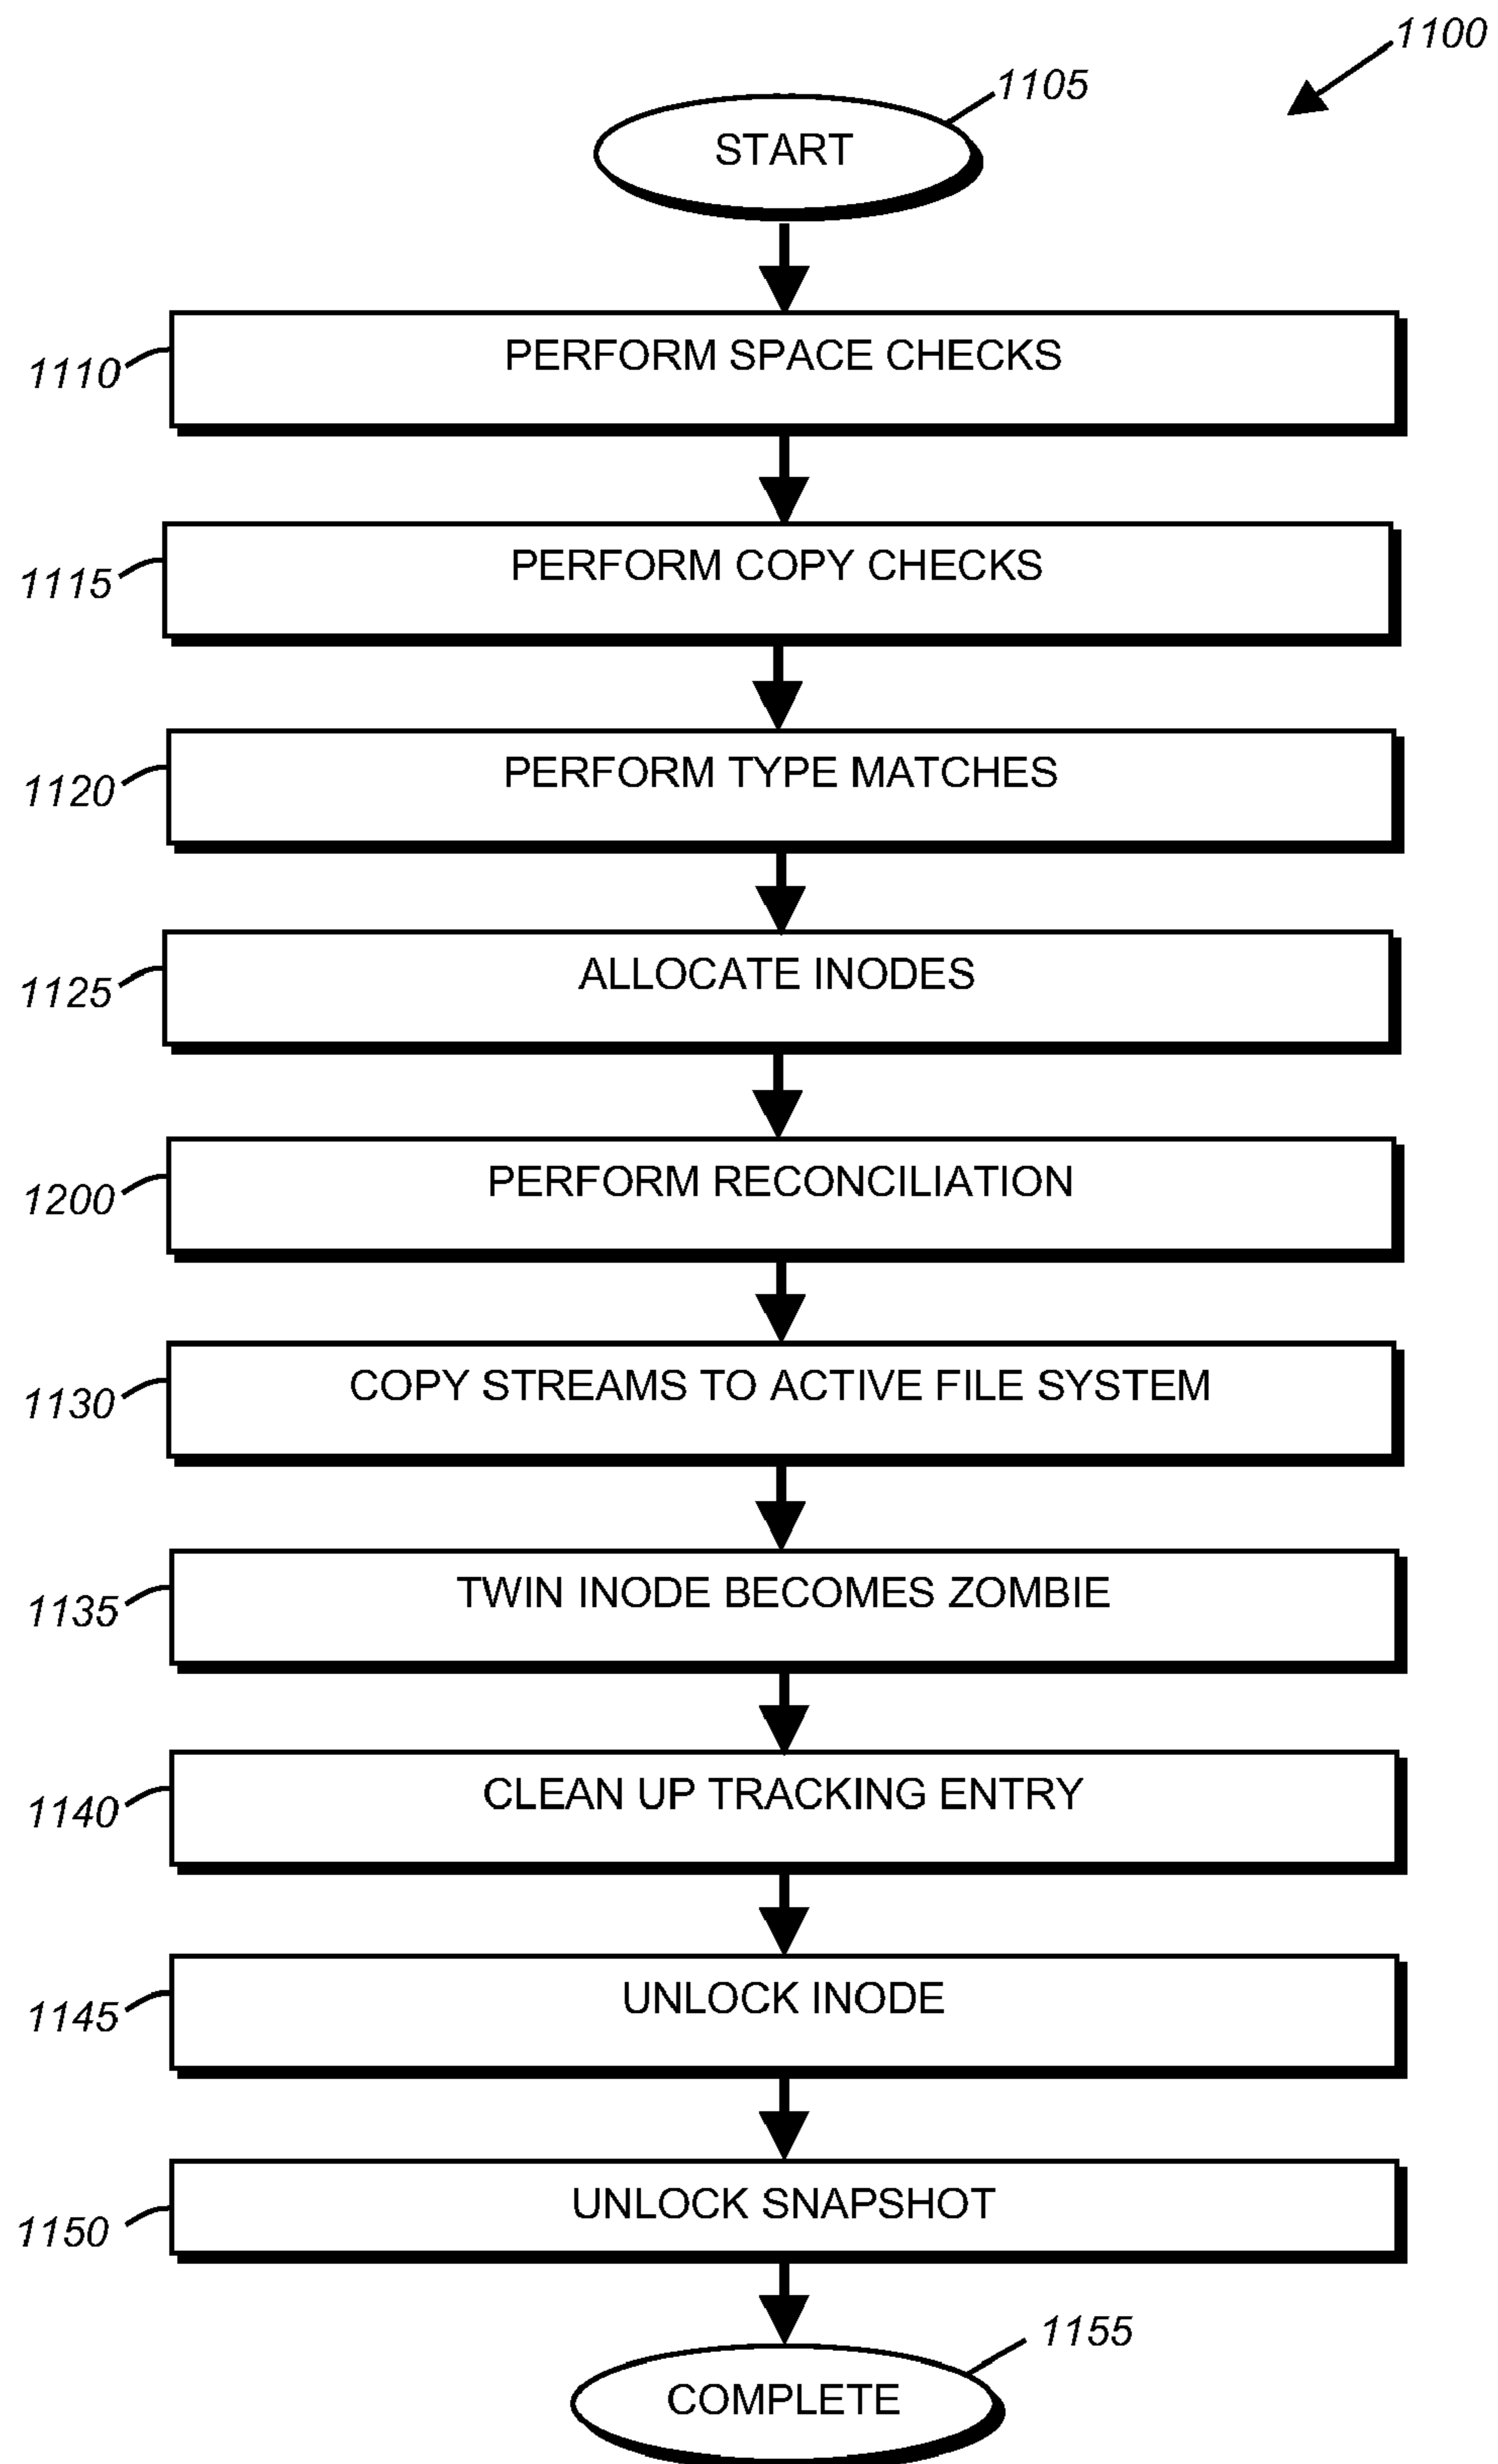 1100
1105
START
1110
PERFORM SPACE CHECKS
1115
PERFORM COPY CHECKS
1120
PERFORM TYPE MATCHES
1125
ALLOCATE INODES
1200
PERFORM RECONCILIATION
1130
COPY STREAMS TO ACTIVE FILE SYSTEM
1135
TWIN INODE BECOMES ZOMBIE
1140
CLEAN UP TRACKING ENTRY
1145
UNLOCK INODE
1150
UNLOCK SNAPSHOT
1155
COMPLETE